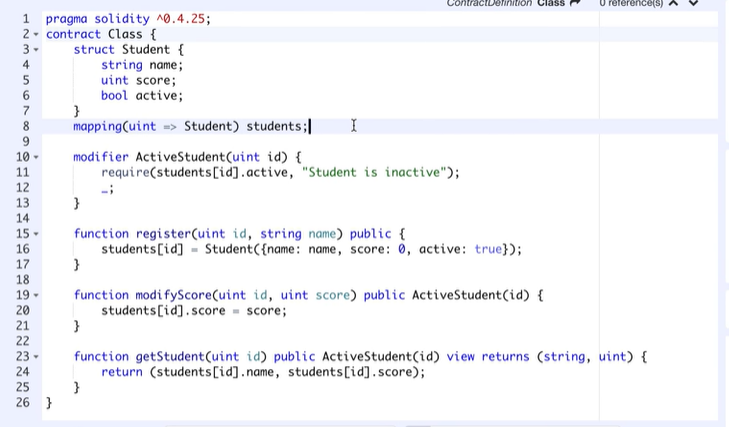 ContractDefinition Class 0 reference(s)
1 pragma solidity ^0.4.25;
2 contract Class {
3 struct Student {
4 string name;
5 uint score;
6 bool active;
7 }
8 mapping(uint => Student) students;
9
10 modifier ActiveStudent(uint id) {
11 require(students[id].active, "Student is inactive");
12 _;
13 }
14
15 function register(uint id, string name) public {
16 students[id] = Student({name: name, score: 0, active: true});
17 }
18
19 function modifyScore(uint id, uint score) public ActiveStudent(id) {
20 students[id].score = score;
21 }
22
23 function getStudent(uint id) public ActiveStudent(id) view returns (string, uint) {
24 return (students[id].name, students[id].score);
25 }
26 }